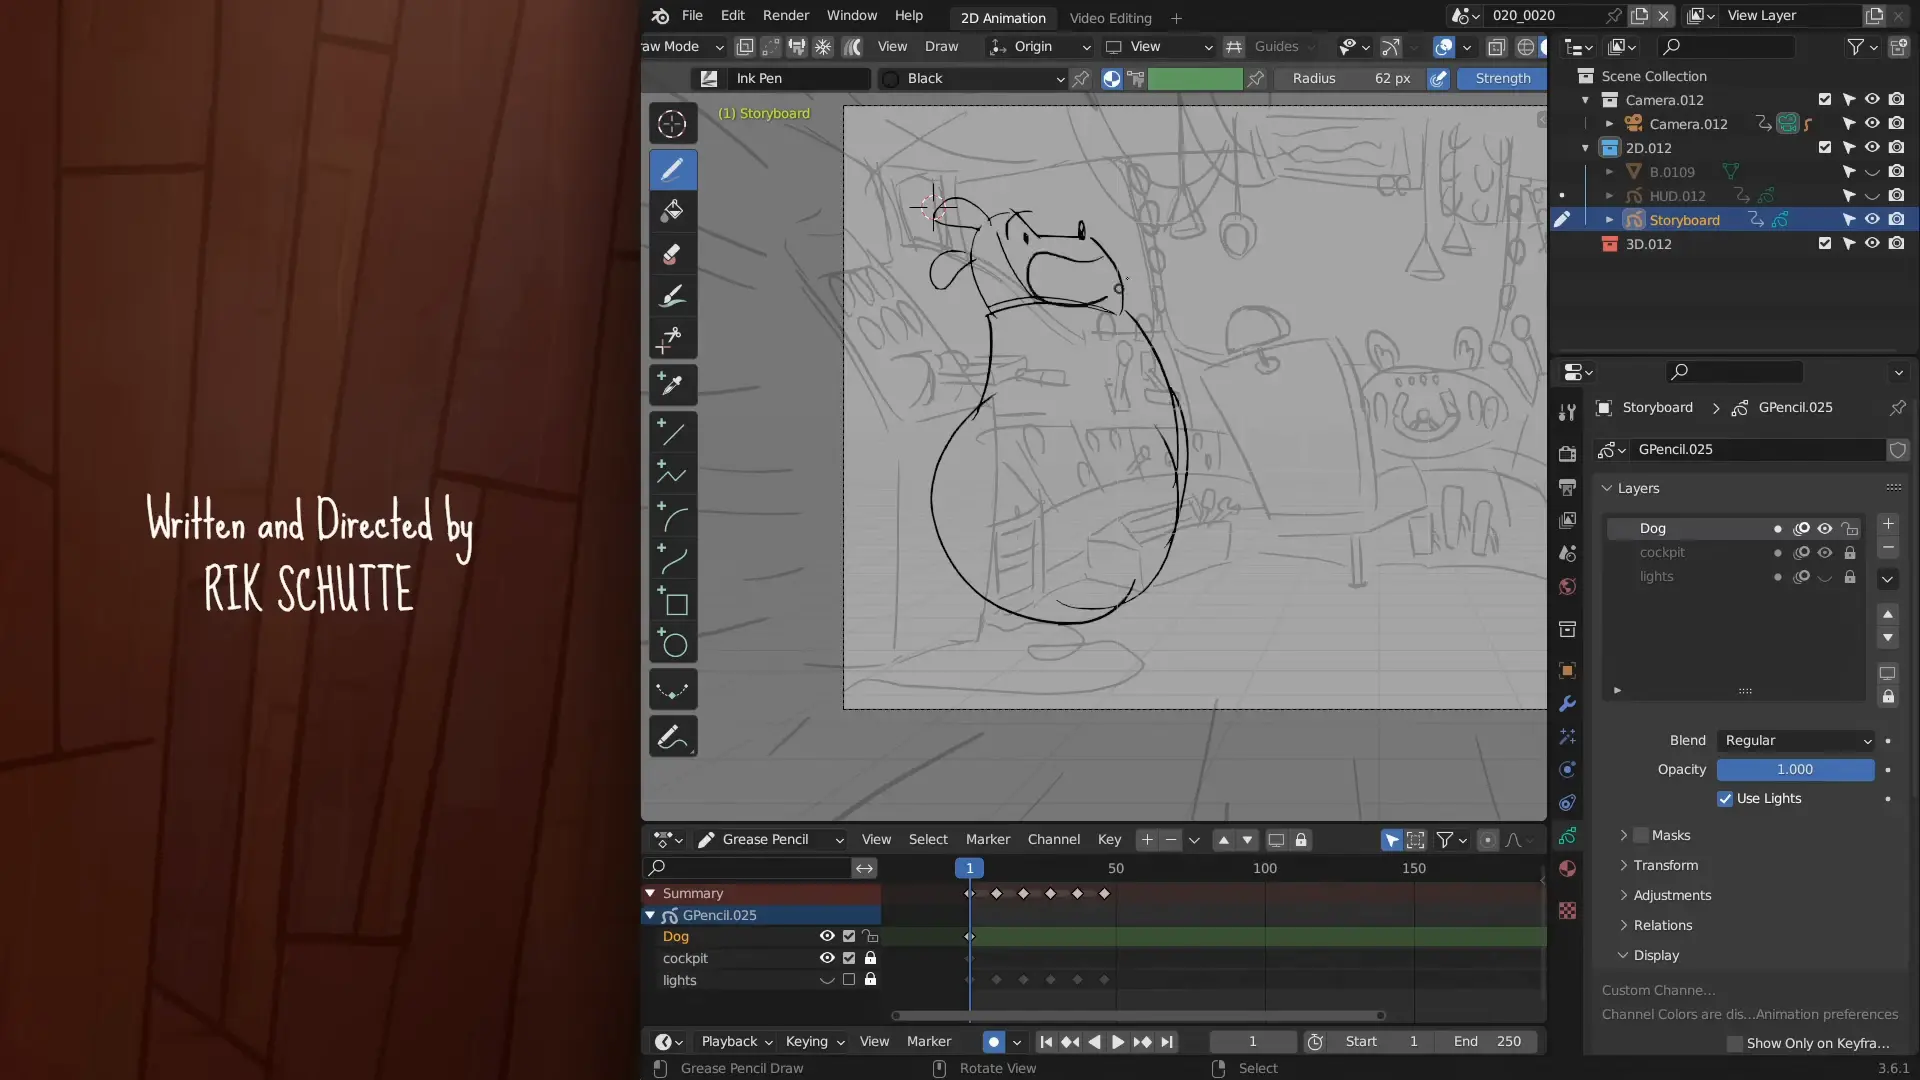 Written and Directed by
RIK SCHUTTE
File Edit Render Window Help
2D Animation Video Editing
020_0020
View Layer
aw Mode
View Draw
Origin
View
Guides
Ink Pen
Black
Radius 62 px
Strength
(1) Storyboard
Scene Collection
Camera.012
Camera.012
2D.012
B.0109
HUD.012
Storyboard
3D.012
Storyboard
GPencil.025
GPencil.025
Layers
Dog
cockpit
lights
Blend Regular
Opacity 1.000
Use Lights
Masks
Transform
Adjustments
Relations
Display
Custom Channe...
Channel Colors are dis...Animation preferences
Show Only on Keyfra...
Grease Pencil
View Select Marker Channel Key
1 50 100 150
Summary
GPencil.025
Dog
cockpit
lights
Playback Keying View Marker
1
Start 1
End 250
Grease Pencil Draw
Rotate View
Select
3.6.1